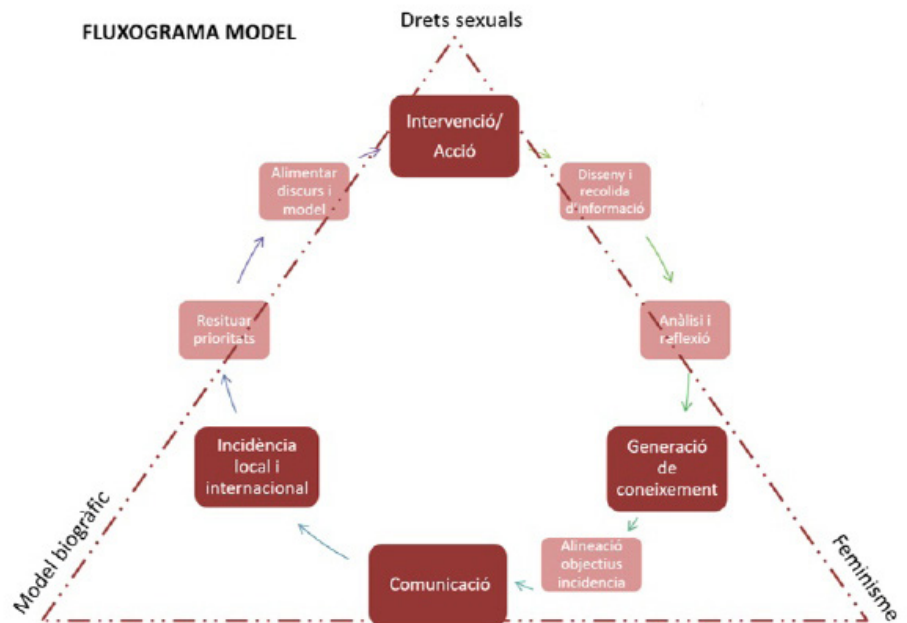 FLUXOGRAMA MODEL
Drets sexuals
Intervenció/
Acció
Disseny i
recolida
d'informació
Anàlisi i
reflexió
Generació
de
coneixement
Alineació
objectius
incidencia
Comunicació
Incidència
local i
internacional
Resituar
prioritats
Alimentar
discurs i
model
Model biogràfic
Feminisme